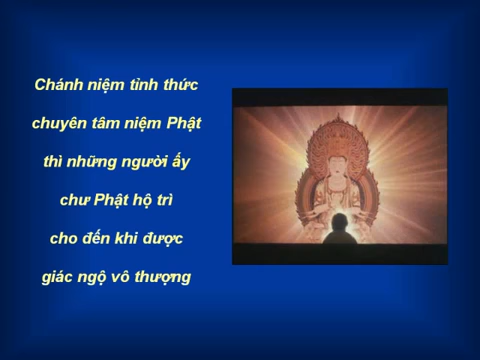 Chánh niệm tỉnh thức
chuyên tâm niệm Phật
thì những người ấy
chư Phật hộ trì
cho đến khi được
giác ngộ vô thượng